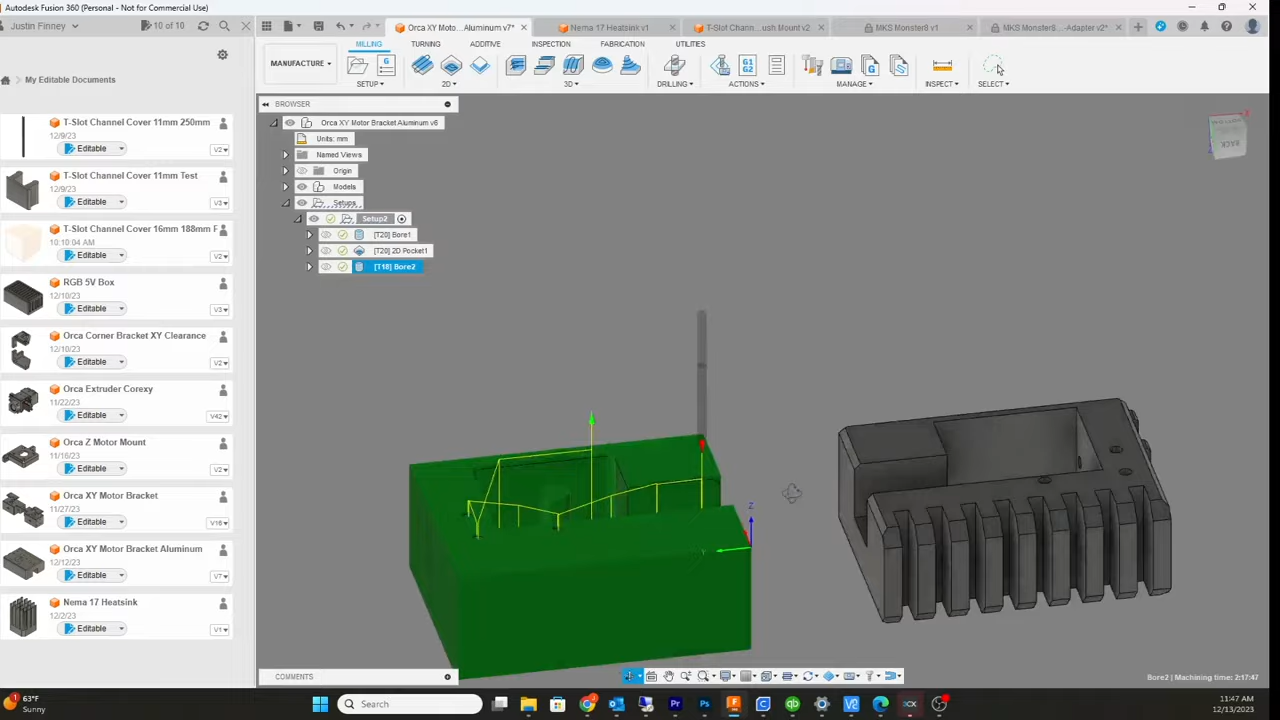 Autodesk Fusion 360 (Personal - Not for Commercial Use)
Justin Finney
10 of 10
Orca XY Motor...Aluminum v7*
Nema 17 Heatsink v1
T-Slot Chann...ush Mount v2
MKS Monster8 v1
MKS Monster8...-Adapter v2*
MILLING TURNING ADDITIVE INSPECTION FABRICATION UTILITIES
MANUFACTURE
G1
G2
SETUP 2D 3D DRILLING ACTIONS MANAGE INSPECT SELECT
My Editable Documents
T-Slot Channel Cover 11mm 250mm
12/9/23
Editable
V2
T-Slot Channel Cover 11mm Test
12/9/23
Editable
V3
T-Slot Channel Cover 16mm 188mm F
10:10:04 AM
Editable
V2
RGB 5V Box
12/10/23
Editable
V3
Orca Corner Bracket XY Clearance
12/10/23
Editable
V2
Orca Extruder Corexy
11/22/23
Editable
V42
Orca Z Motor Mount
11/16/23
Editable
V2
Orca XY Motor Bracket
11/27/23
Editable
V16
Orca XY Motor Bracket Aluminum
12/12/23
Editable
V7
Nema 17 Heatsink
12/2/23
Editable
V1
BROWSER
Orca XY Motor Bracket Aluminum v6
Units: mm
Named Views
Origin
Models
Setups
Setup2
[T20] Bore1
[T20] 2D Pocket1
[T18] Bore2
BACK
X
Z
Z
Y
COMMENTS
Bore2 | Machining time: 2:17:47
63°F
Sunny
Search
11:47 AM
12/13/2023